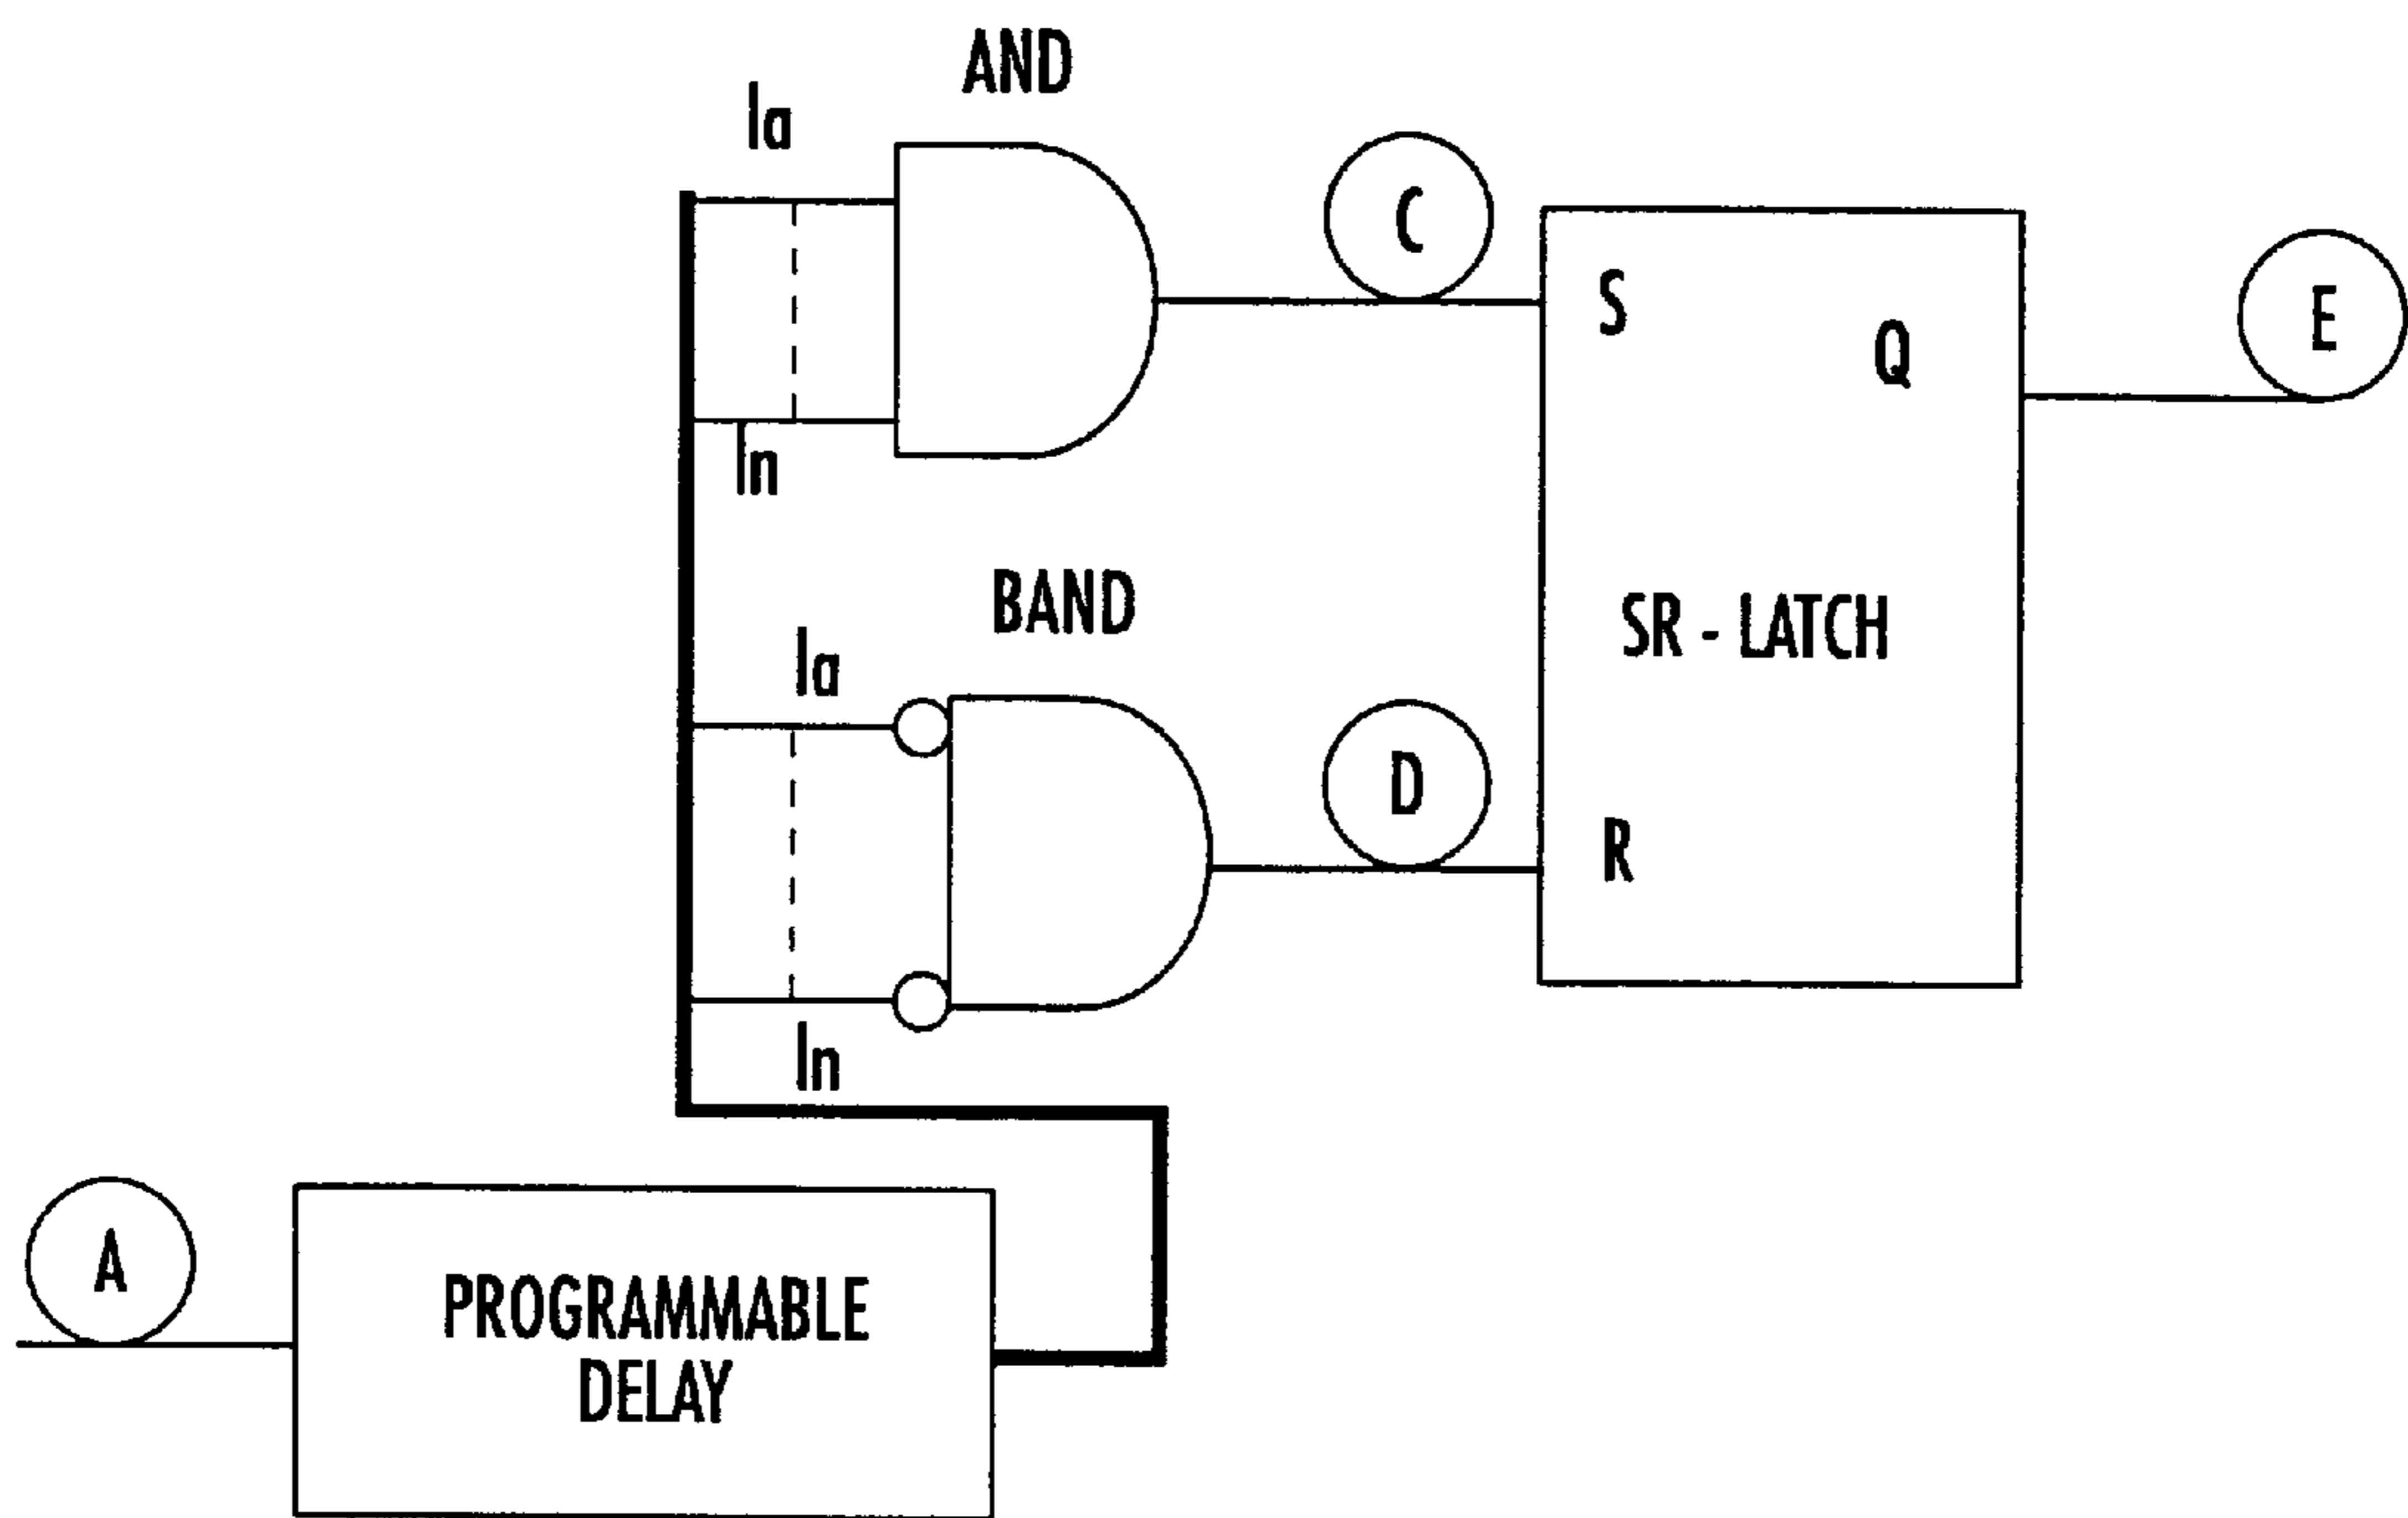 AND
Ia
C
S
Q
E
In
BAND
SR - LATCH
Ia
D
R
In
A
PROGRAMMABLE
DELAY